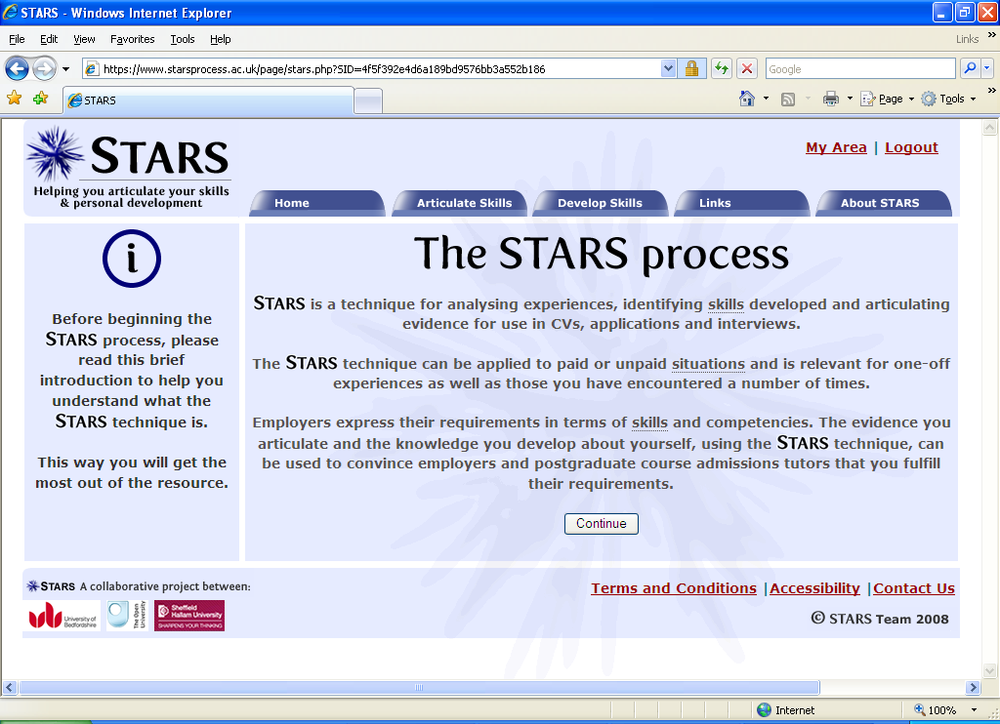 STARS - Windows Internet Explorer
File Edit View Favorites Tools Help Links »
https://www.starsprocess.ac.uk/page/stars.php?SID=4f5f392e4d6a189bd9576bb3a552b186
Google
STARS
Page Tools »
STARS
Helping you articulate your skills
& personal development
My Area | Logout
Home Articulate Skills Develop Skills Links About STARS
i
Before beginning the
STARS process, please
read this brief
introduction to help you
understand what the
STARS technique is.
This way you will get the
most out of the resource.
The STARS process
STARS is a technique for analysing experiences, identifying skills developed and articulating
evidence for use in CVs, applications and interviews.
The STARS technique can be applied to paid or unpaid situations and is relevant for one-off
experiences as well as those you have encountered a number of times.
Employers express their requirements in terms of skills and competencies. The evidence you
articulate and the knowledge you develop about yourself, using the STARS technique, can
be used to convince employers and postgraduate course admissions tutors that you fulfill
their requirements.
Continue
STARS A collaborative project between:
University of
Bedfordshire
The Open
University
Sheffield
Hallam University
SHARPENS YOUR THINKING
Terms and Conditions | Accessibility | Contact Us
© STARS Team 2008
Internet 100%